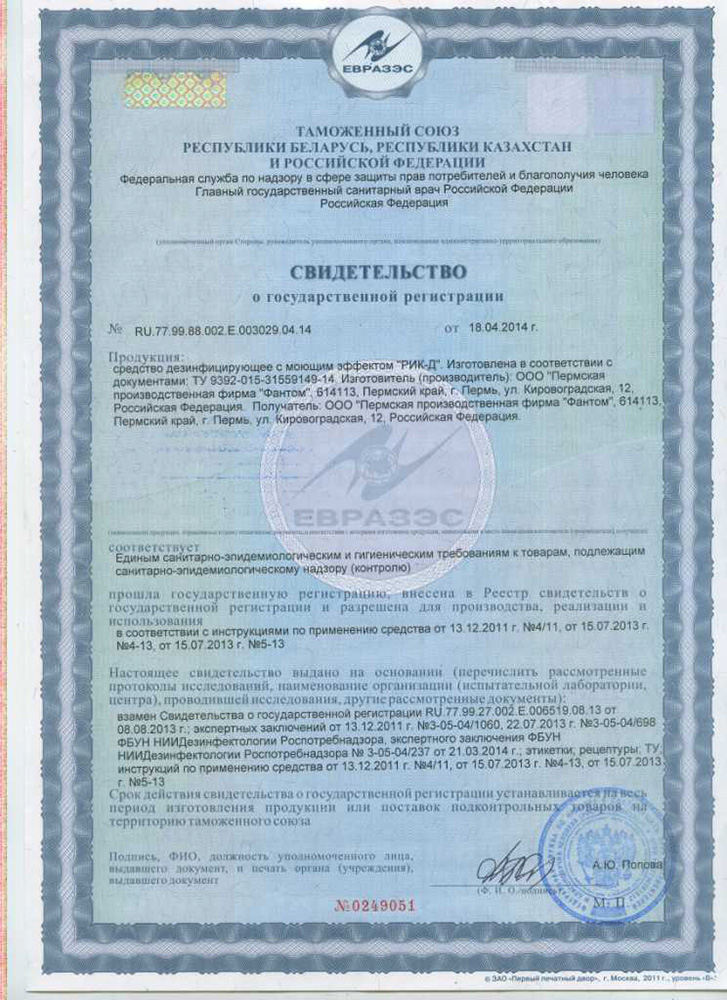 ЕВРАЗЭС
ТАМОЖЕННЫЙ СОЮЗ
РЕСПУБЛИКИ БЕЛАРУСЬ, РЕСПУБЛИКИ КАЗАХСТАН
И РОССИЙСКОЙ ФЕДЕРАЦИИ
Федеральная служба по надзору в сфере защиты прав потребителей и благополучия человека
Главный государственный санитарный врач Российской Федерации
Российская Федерация
(уполномоченный орган Стороны, руководитель уполномоченного органа, наименование административно-территориального образования)
СВИДЕТЕЛЬСТВО
о государственной регистрации
№ RU.77.99.88.002.Е.003029.04.14 от 18.04.2014 г.
Продукция:
средство дезинфицирующее с моющим эффектом "РИК-Д". Изготовлена в соответствии с
документами: ТУ 9392-015-31559149-14. Изготовитель (производитель): ООО "Пермская
производственная фирма "Фантом", 614113, Пермский край, г. Пермь, ул. Кировоградская, 12,
Российская Федерация. Получатель: ООО "Пермская производственная фирма "Фантом", 614113,
Пермский край, г. Пермь, ул. Кировоградская, 12, Российская Федерация.
ЕВРАЗЭС
соответствует
Единым санитарно-эпидемиологическим и гигиеническим требованиям к товарам, подлежащим
санитарно-эпидемиологическому надзору (контролю)
прошла государственную регистрацию, внесена в Реестр свидетельств о
государственной регистрации и разрешена для производства, реализации и
использования
в соответствии с инструкциями по применению средства от 13.12.2011 г. №4/11, от 15.07.2013 г.
№4-13, от 15.07.2013 г. №5-13
Настоящее свидетельство выдано на основании (перечислить рассмотренные
протоколы исследований, наименование организации (испытательной лаборатории,
центра), проводившей исследования, другие рассмотренные документы):
взамен Свидетельства о государственной регистрации RU.77.99.27.002.Е.006519.08.13 от
08.08.2013 г.; экспертных заключений от 13.12.2011 г. №3-05-04/1060, 22.07.2013 г. №3-05-04/698
ФБУН НИИДезинфектологии Роспотребнадзора, экспертного заключения ФБУН
НИИДезинфектологии Роспотребнадзора № 3-05-04/237 от 21.03.2014 г.; этикетки; рецептуры; ТУ;
инструкций по применению средства от 13.12.2011 г. №4/11, от 15.07.2013 г. №4-13, от 15.07.2013
г. №5-13
Срок действия свидетельства о государственной регистрации устанавливается на весь
период изготовления продукции или поставок подконтрольных товаров на
территорию таможенного союза
Подпись, ФИО, должность уполномоченного лица,
выдавшего документ, и печать органа (учреждения),
выдавшего документ
А.Ю. Попова
(Ф. И. О./подпись)
М. П.
№0249051
© ЗАО «Первый печатный двор», г. Москва, 2011 г., уровень «В».